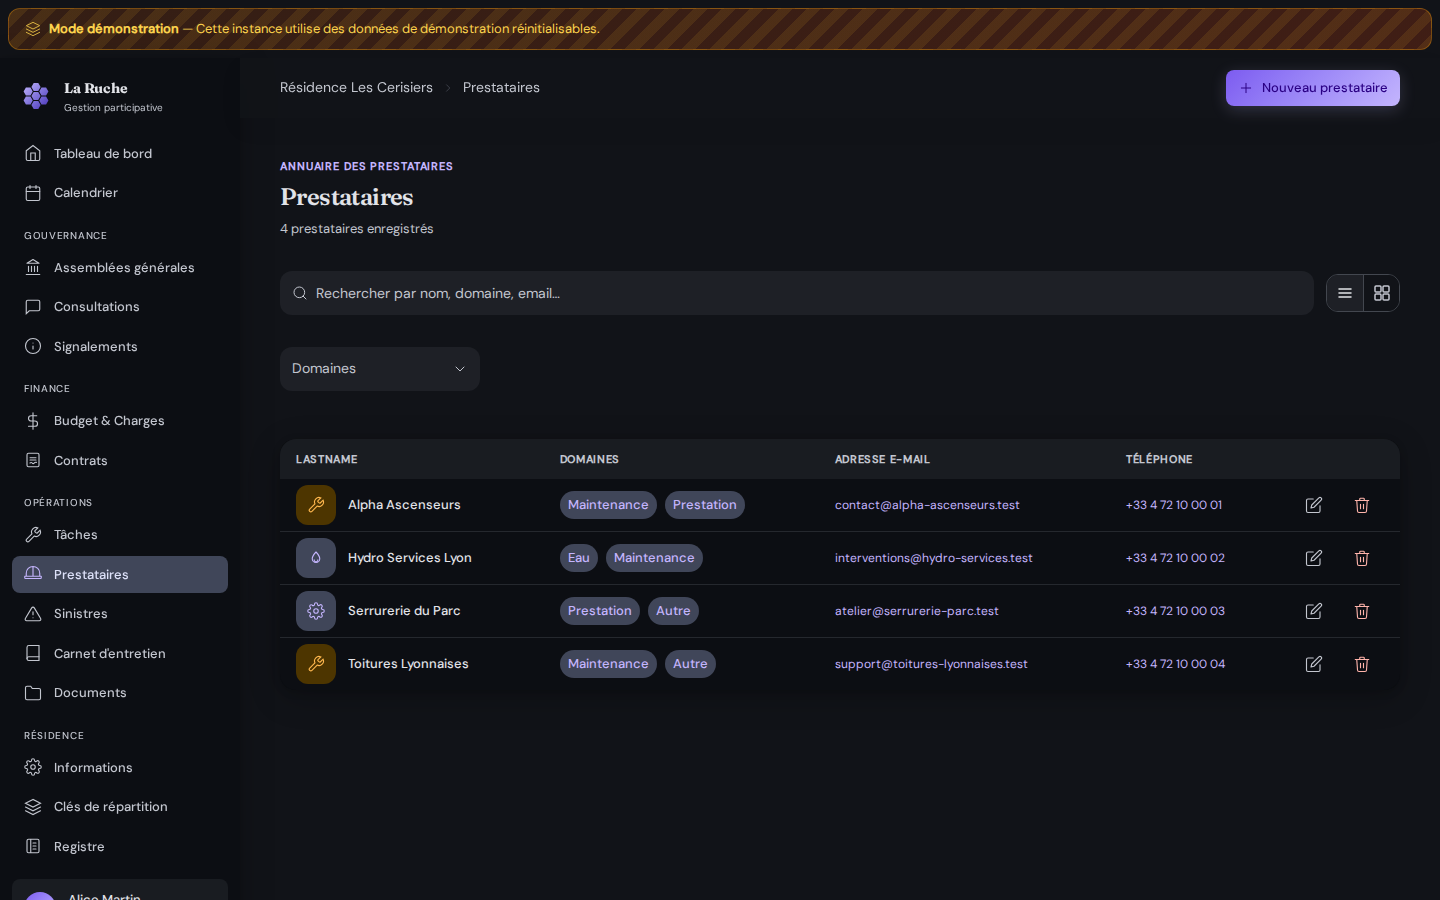 Mode démonstration — Cette instance utilise des données de démonstration réinitialisables.
La Ruche
Gestion participative
Tableau de bord
Calendrier
GOUVERNANCE
Assemblées générales
Consultations
Signalements
FINANCE
Budget & Charges
Contrats
OPÉRATIONS
Tâches
Prestataires
Sinistres
Carnet d'entretien
Documents
RÉSIDENCE
Informations
Clés de répartition
Registre
Alice Martin
Résidence Les Cerisiers > Prestataires
Nouveau prestataire
ANNUAIRE DES PRESTATAIRES
Prestataires
4 prestataires enregistrés
Rechercher par nom, domaine, email...
Domaines
LASTNAME DOMAINES ADRESSE E-MAIL TÉLÉPHONE
Alpha Ascenseurs Maintenance Prestation contact@alpha-ascenseurs.test +33 4 72 10 00 01
Hydro Services Lyon Eau Maintenance interventions@hydro-services.test +33 4 72 10 00 02
Serrurerie du Parc Prestation Autre atelier@serrurerie-parc.test +33 4 72 10 00 03
Toitures Lyonnaises Maintenance Autre support@toitures-lyonnaises.test +33 4 72 10 00 04